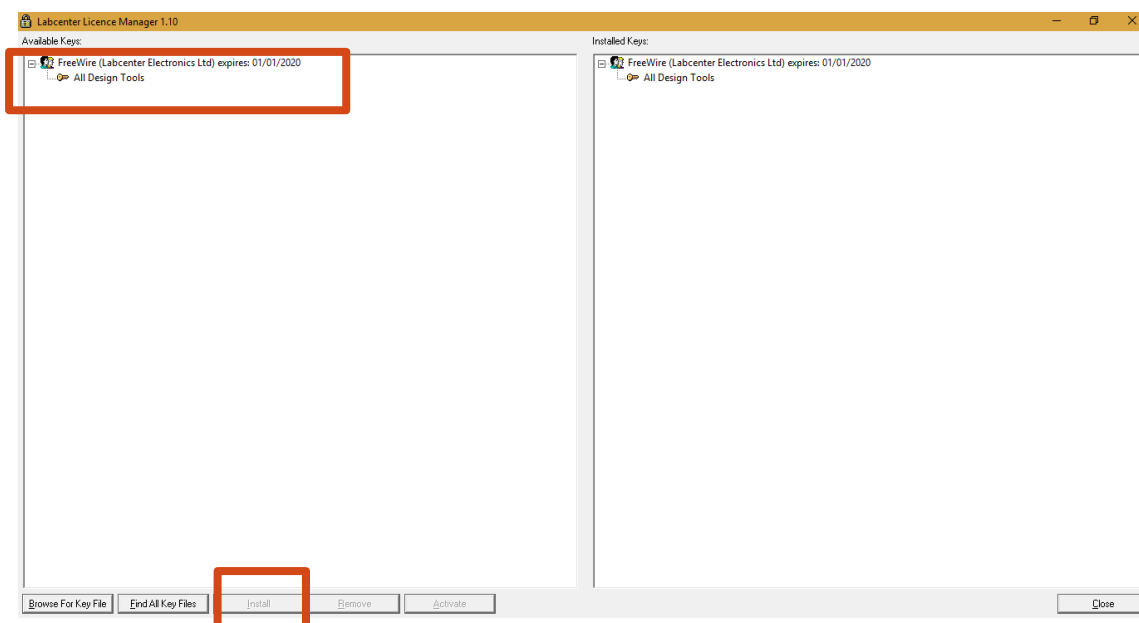 Labcenter Licence Manager 1.10
Available Keys:
FreeWire (Labcenter Electronics Ltd) expires: 01/01/2020
All Design Tools
Installed Keys:
FreeWire (Labcenter Electronics Ltd) expires: 01/01/2020
All Design Tools
Browse For Key File
Find All Key Files
Install
Remove
Activate
Close